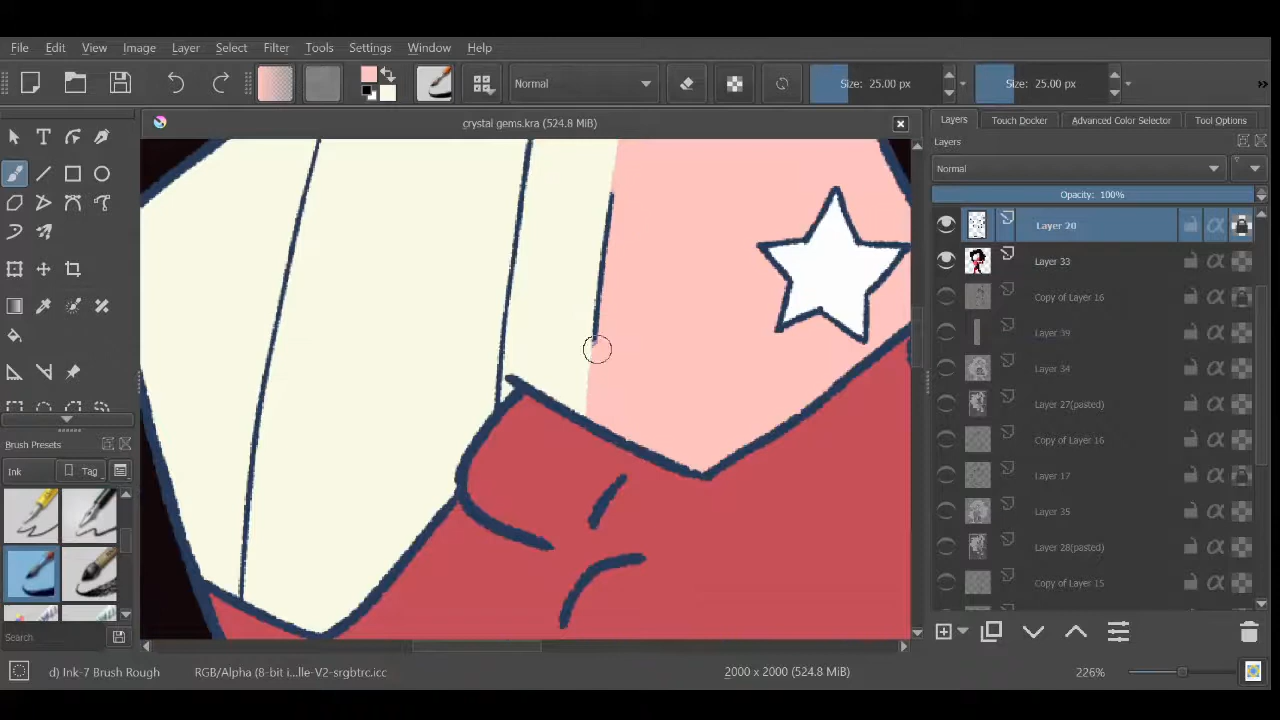 File Edit View Image Layer Select Filter Tools Settings Window Help
Normal Size: 25.00 px Size: 25.00 px
crystal gems.kra (524.8 MiB)
Layers Touch Docker Advanced Color Selector Tool Options
Layers
Normal
Opacity: 100%
Layer 20
Layer 33
Copy of Layer 16
Layer 39
Layer 34
Layer 27(pasted)
Copy of Layer 16
Layer 17
Layer 35
Layer 28(pasted)
Copy of Layer 15
Brush Presets
Ink Tag
Search
d) Ink-7 Brush Rough RGB/Alpha (8-bit i...lle-V2-srgbtrc.icc 2000 x 2000 (524.8 MiB) 226%